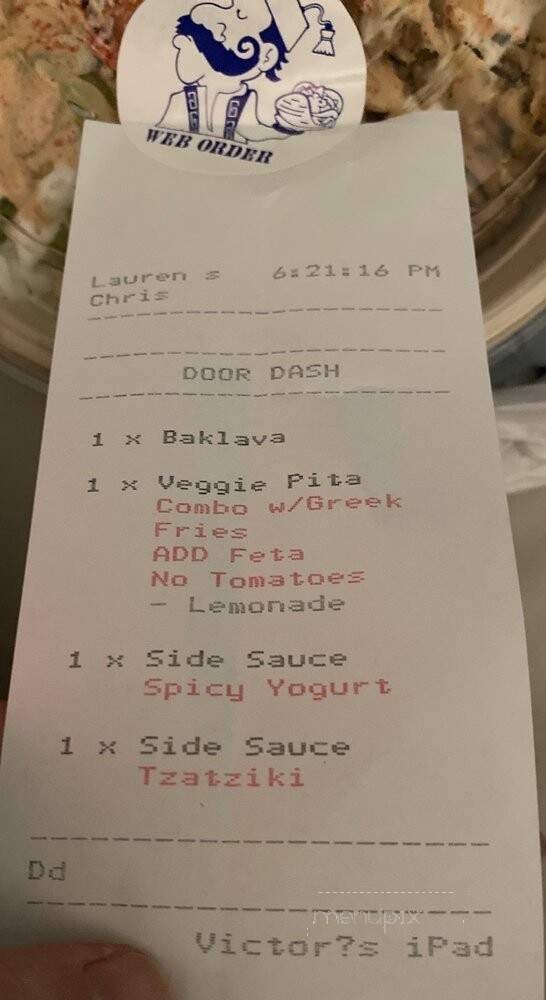 WEB ORDER
Lauren s 6:21:16 PM
Chris
DOOR DASH
1 x Baklava
1 x Veggie Pita
Combo w/Greek
Fries
ADD Feta
No Tomatoes
- Lemonade
1 x Side Sauce
Spicy Yogurt
1 x Side Sauce
Tzatziki
Dd
menupix
Victor?s iPad